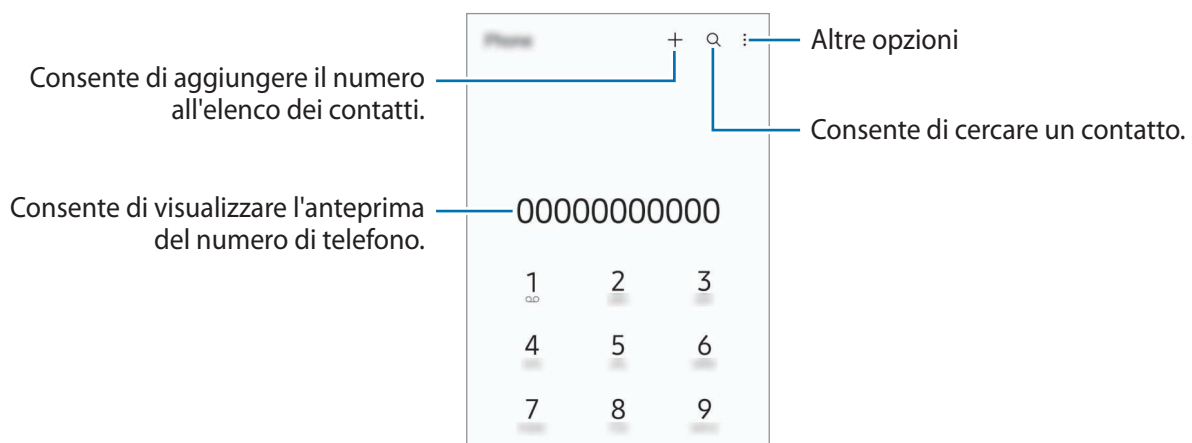 Phone
Altre opzioni
Consente di aggiungere il numero
all'elenco dei contatti.
Consente di cercare un contatto.
Consente di visualizzare l'anteprima
del numero di telefono.
00000000000
1 2 3
4 5 6
7 8 9